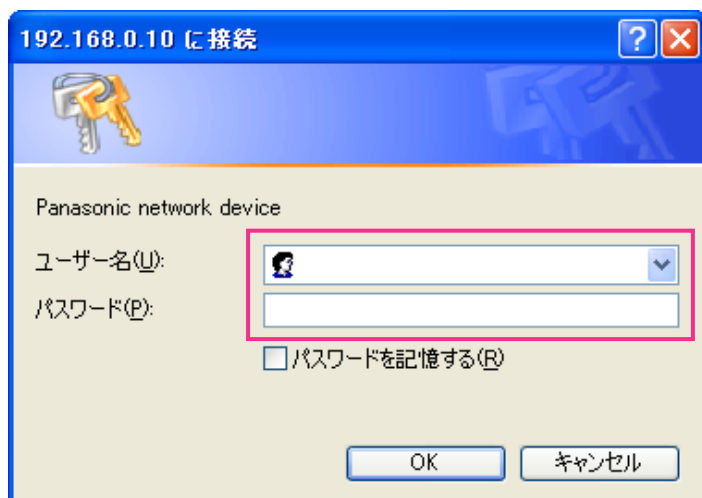 192.168.0.10 に接続
Panasonic network device
ユーザー名(U):
パスワード(P):
パスワードを記憶する(R)
OK
キャンセル